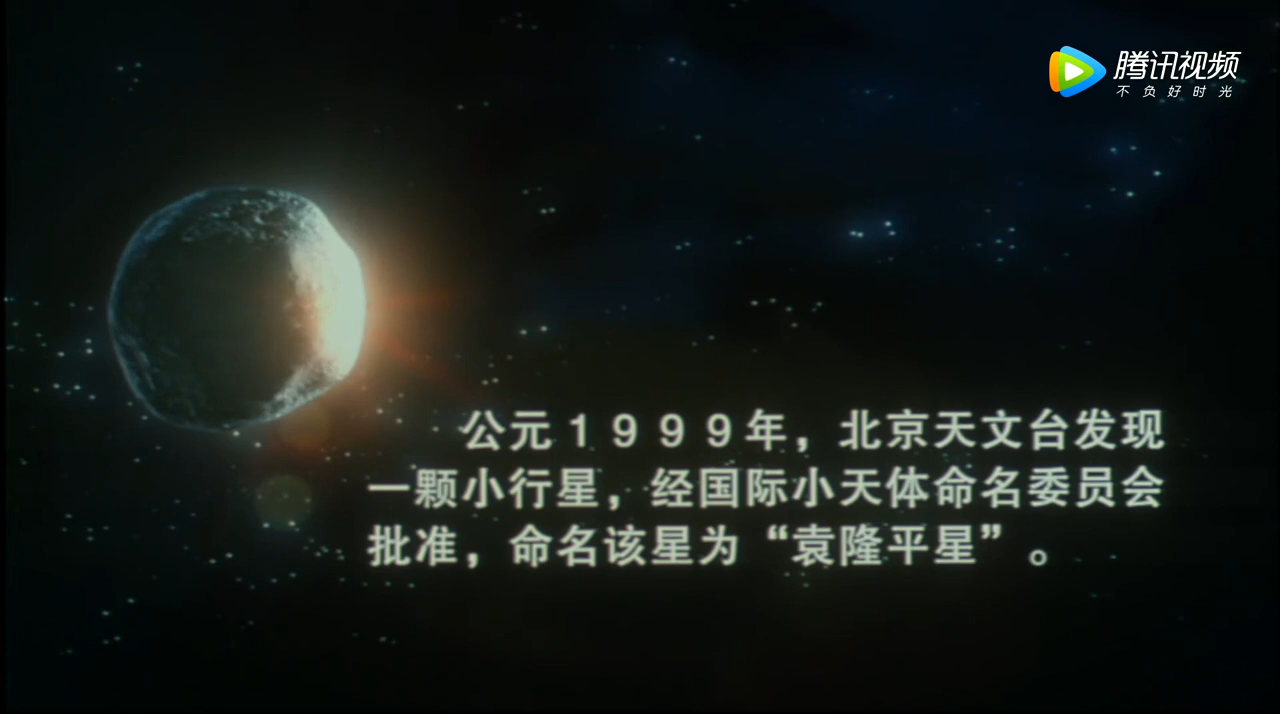 腾讯视频
不负好时光
公元1999年，北京天文台发现
一颗小行星，经国际小天体命名委员会
批准，命名该星为“袁隆平星”。